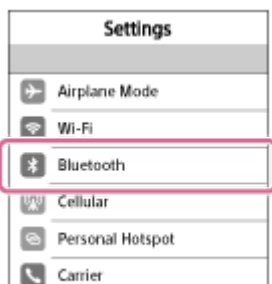 Settings
Airplane Mode
Wi-Fi
Bluetooth
Cellular
Personal Hotspot
Carrier